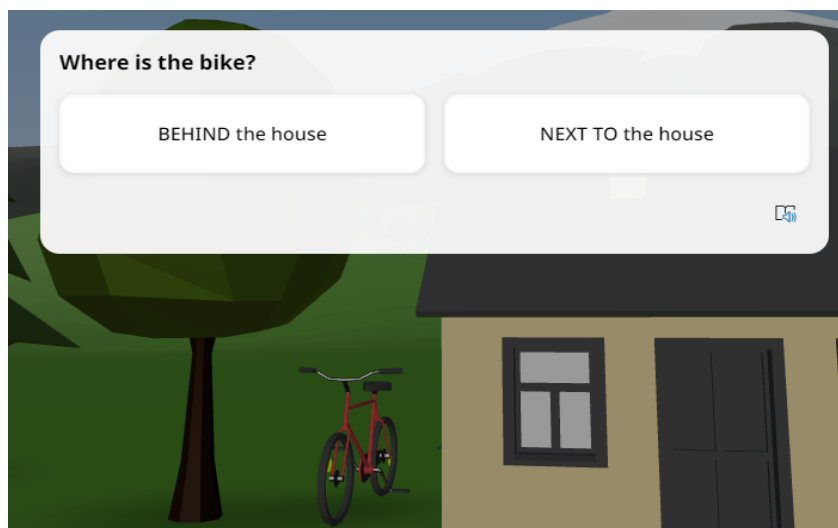 Where is the bike?
BEHIND the house
NEXT TO the house